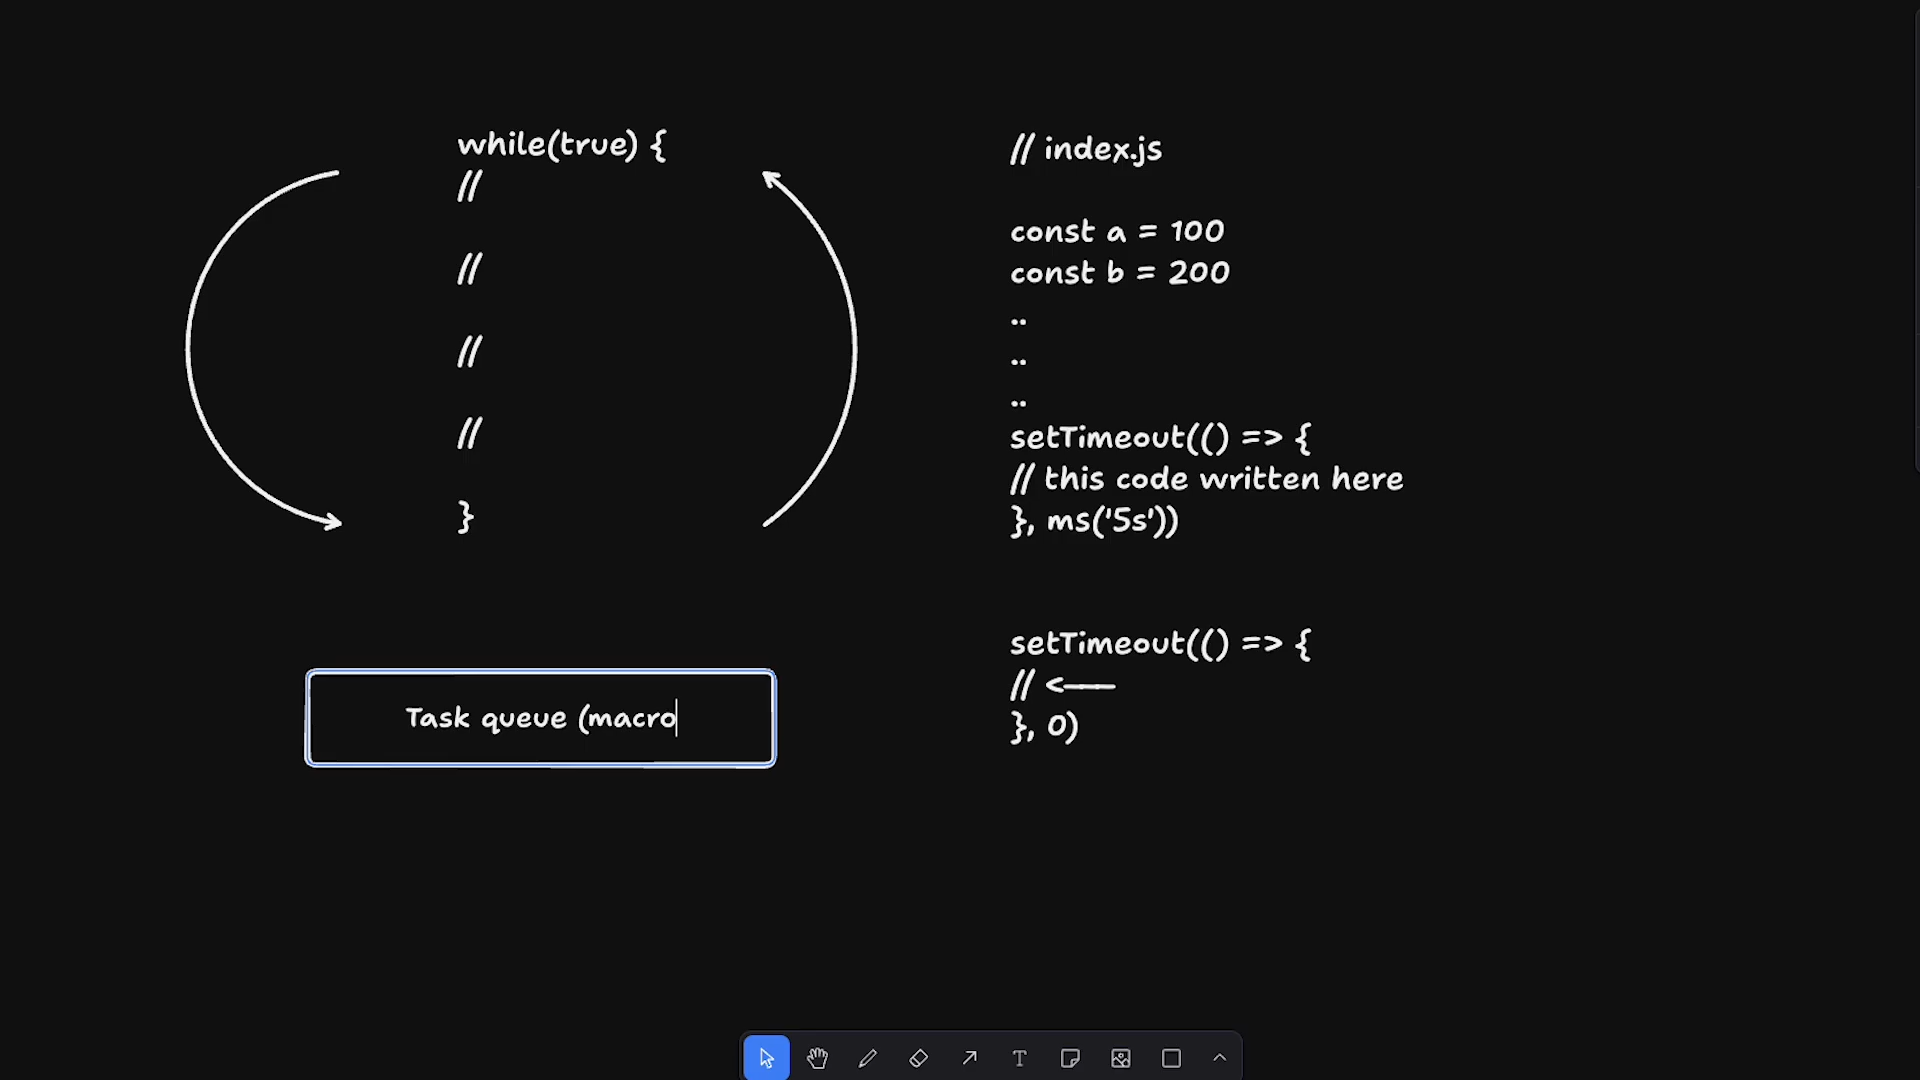 while(true) {
//
//
//
//
}
Task queue (macro
// index.js
const a = 100
const b = 200
..
..
..
setTimeout(() => {
// this code written here
}, ms('5s'))
setTimeout(() => {
// <---
}, 0)